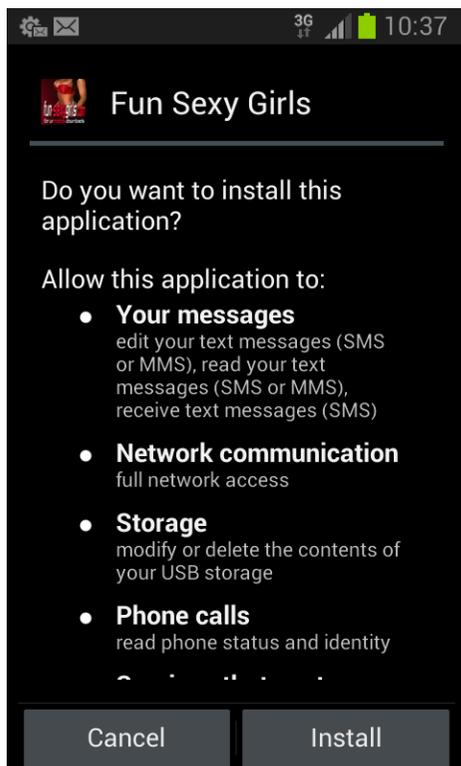 3G 10:37
Fun Sexy Girls
Do you want to install this
application?
Allow this application to:
● Your messages
edit your text messages (SMS
or MMS), read your text
messages (SMS or MMS),
receive text messages (SMS)
● Network communication
full network access
● Storage
modify or delete the contents of
your USB storage
● Phone calls
read phone status and identity
Cancel Install